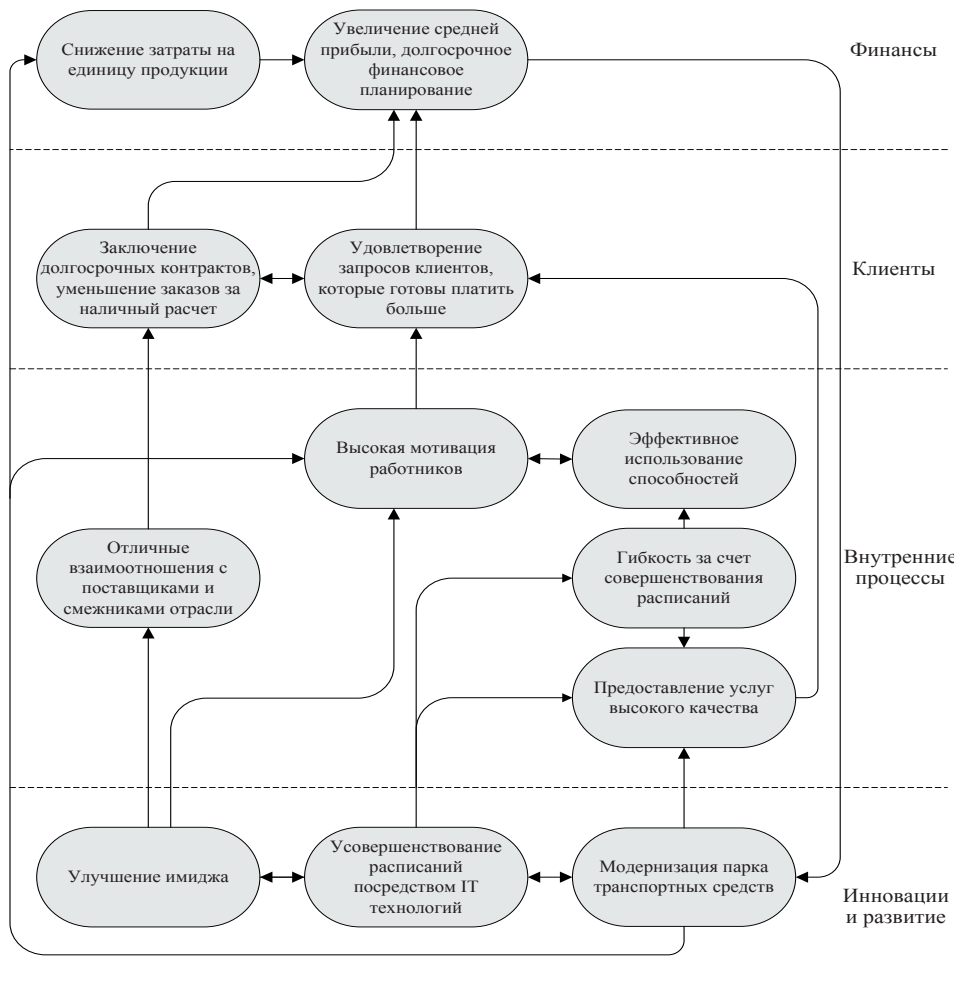 Снижение затраты на
единицу продукции
Увеличение средней
прибыли, долгосрочное
финансовое
планирование
Финансы
Заключение
долгосрочных контрактов,
уменьшение заказов за
наличный расчет
Удовлетворение
запросов клиентов,
которые готовы платить
больше
Клиенты
Высокая мотивация
работников
Эффективное
использование
способностей
Отличные
взаимоотношения с
поставщиками и
смежниками отрасли
Гибкость за счет
совершенствования
расписаний
Внутренние
процессы
Предоставление услуг
высокого качества
Улучшение имиджа
Усовершенствование
расписаний
посредством IT
технологий
Модернизация парка
транспортных средств
Инновации
и развитие